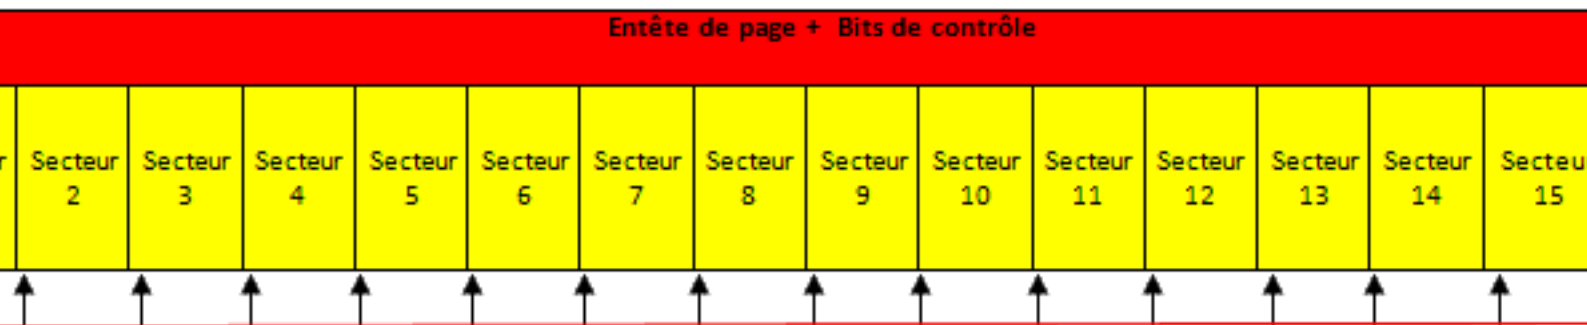 Entête de page + Bits de contrôle
Secteur 2
Secteur 3
Secteur 4
Secteur 5
Secteur 6
Secteur 7
Secteur 8
Secteur 9
Secteur 10
Secteur 11
Secteur 12
Secteur 13
Secteur 14
Secteu 15